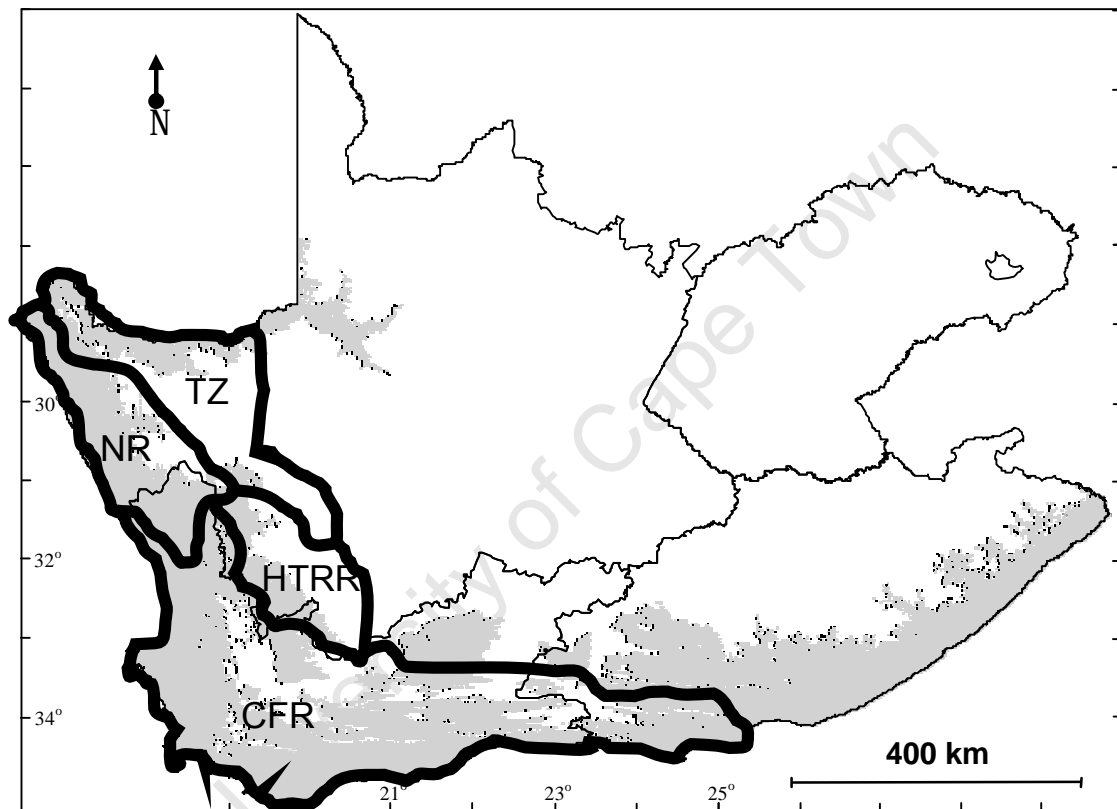 N
University of Cape Town
TZ
30°
NR
32°
HTRR
34°
CFR
400 km
21°
23°
25°